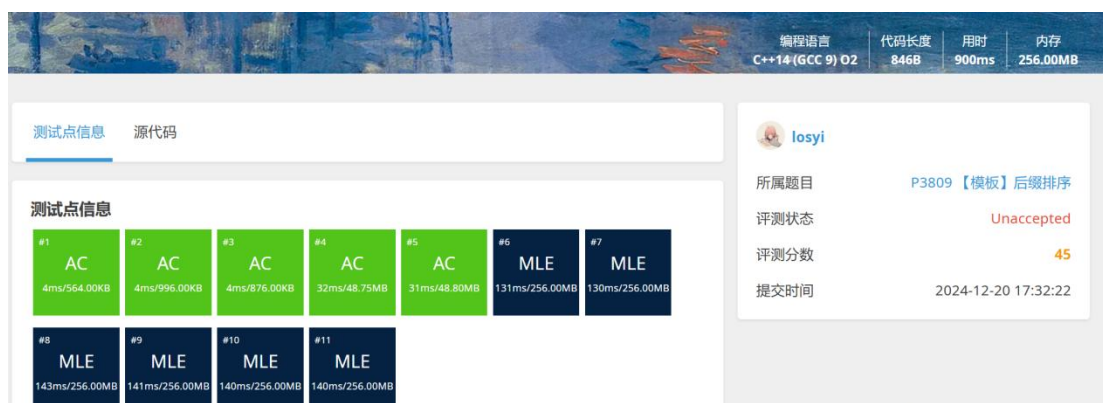 编程语言 代码长度 用时 内存
C++14 (GCC 9) O2 846B 900ms 256.00MB
测试点信息 源代码
losyi
所属题目 P3809 【模板】后缀排序
评测状态 Unaccepted
评测分数 45
提交时间 2024-12-20 17:32:22
测试点信息
#1 #2 #3 #4 #5 #6 #7
AC AC AC AC AC MLE MLE
4ms/564.00KB 4ms/996.00KB 4ms/876.00KB 32ms/48.75MB 31ms/48.80MB 131ms/256.00MB 130ms/256.00MB
#8 #9 #10 #11
MLE MLE MLE MLE
143ms/256.00MB 141ms/256.00MB 140ms/256.00MB 140ms/256.00MB